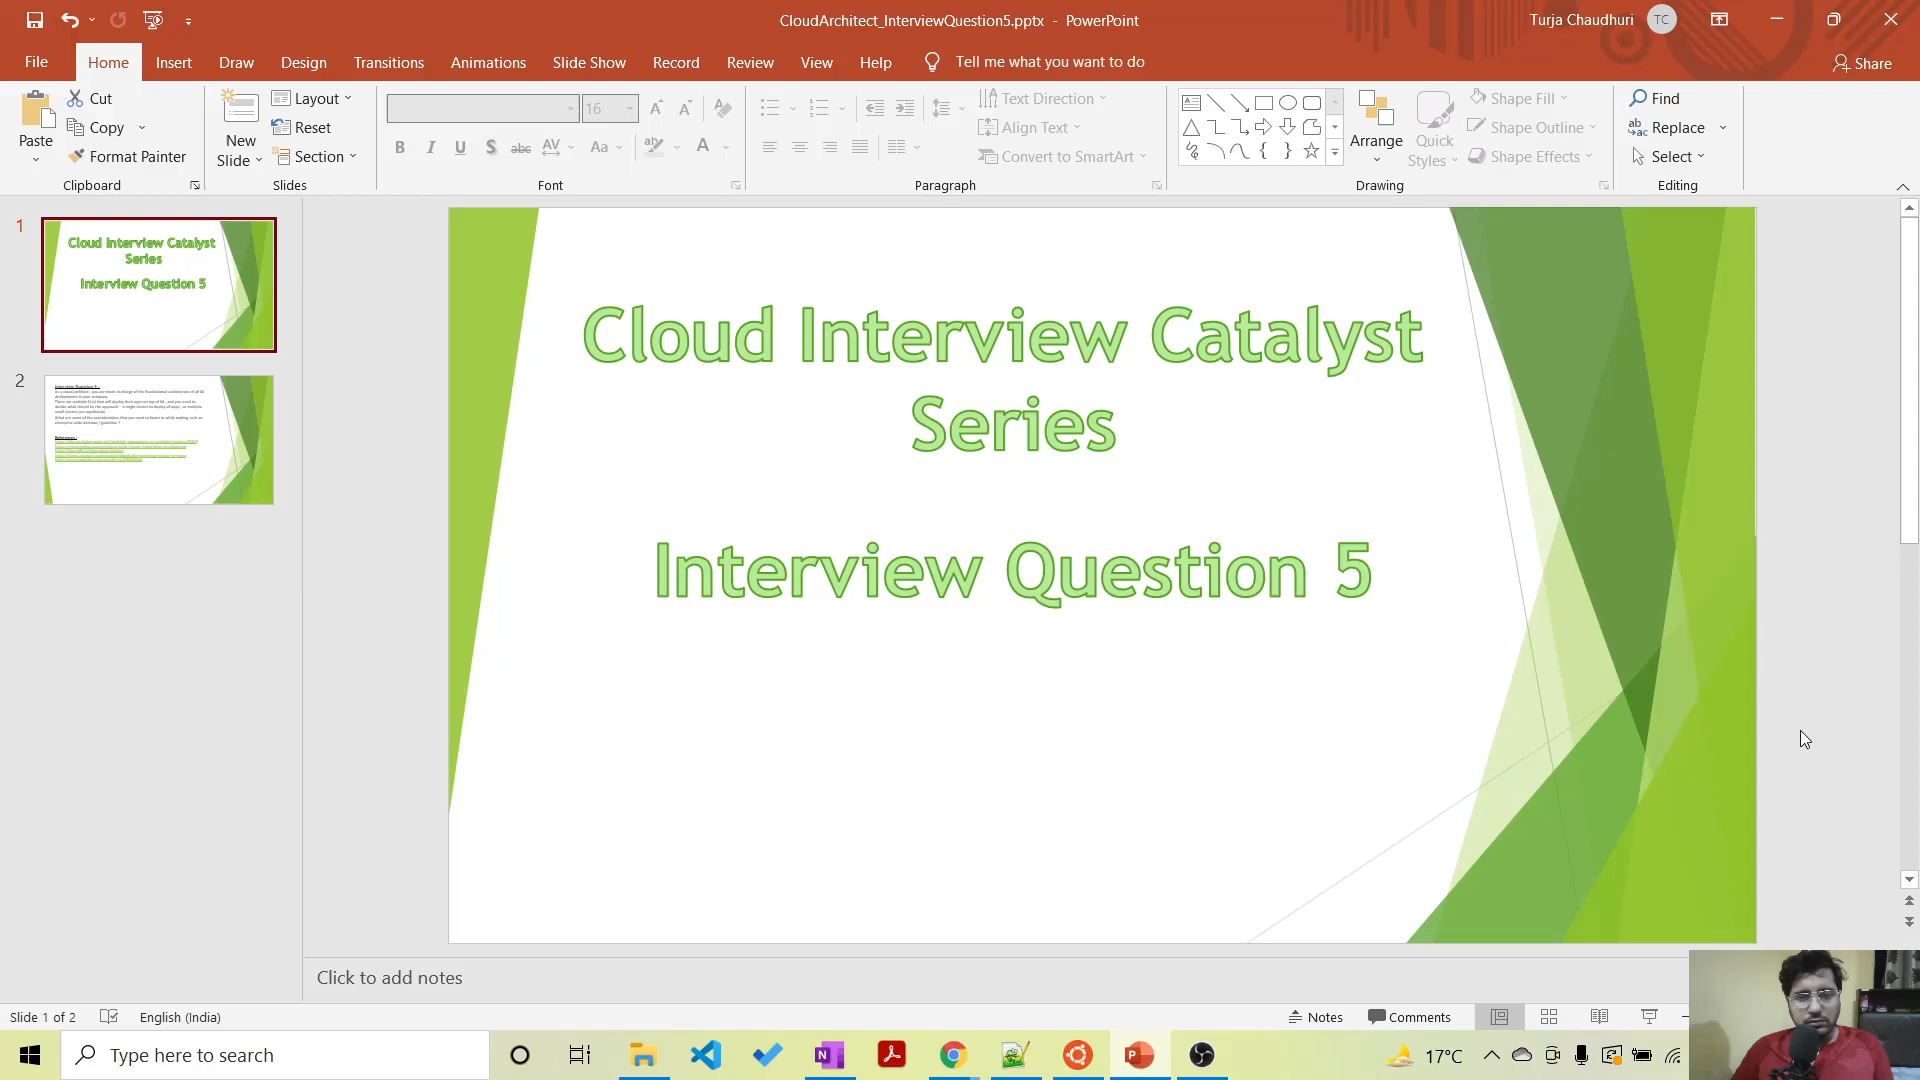 CloudArchitect_InterviewQuestion5.pptx - PowerPoint
Turja Chaudhuri
TC
File
Home
Insert
Draw
Design
Transitions
Animations
Slide Show
Record
Review
View
Help
Tell me what you want to do
Share
Paste
Cut
Copy
Format Painter
Clipboard
New
Slide
Layout
Reset
Section
Slides
16
Font
Text Direction
Align Text
Convert to SmartArt
Paragraph
Arrange
Quick
Styles
Shape Fill
Shape Outline
Shape Effects
Drawing
Find
Replace
Select
Editing
1
Cloud Interview Catalyst
Series
Interview Question 5
2
Cloud Interview Catalyst
Series
Interview Question 5
Click to add notes
Slide 1 of 2
English (India)
Notes
Comments
Type here to search
17°C